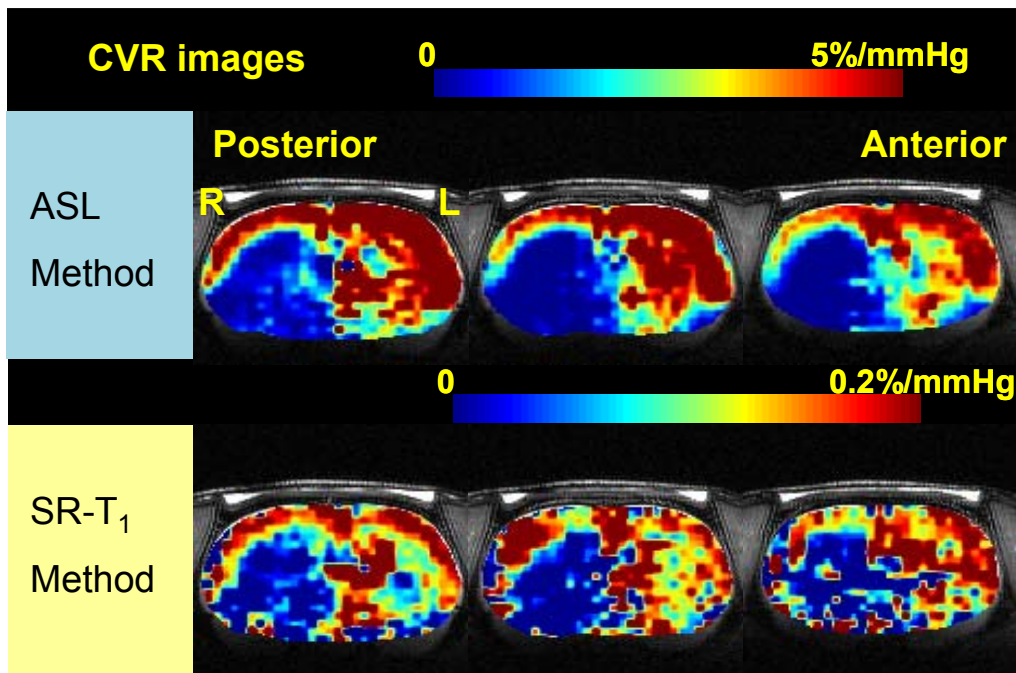 CVR images
0 5%/mmHg
Posterior Anterior
R L
ASL
Method
0 0.2%/mmHg
SR-T₁
Method